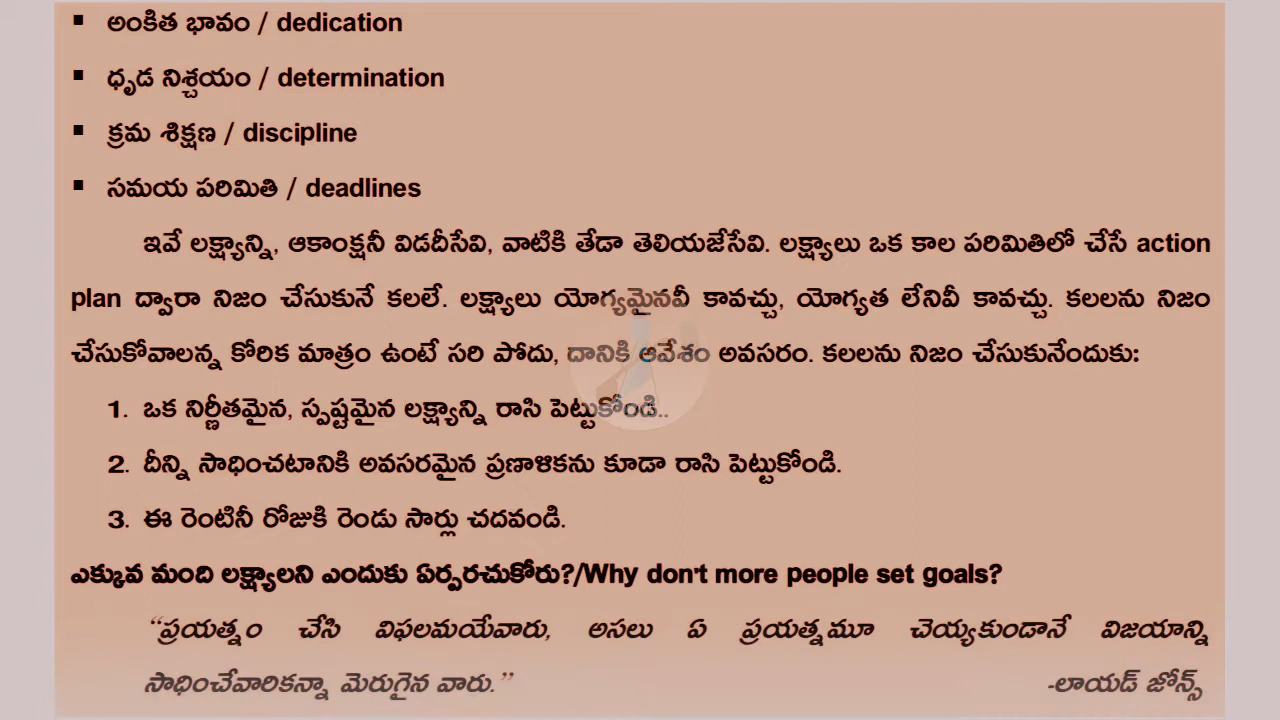 ▪ అంకిత భావం / dedication
▪ ధృడ నిశ్చయం / determination
▪ క్రమ శిక్షణ / discipline
▪ సమయ పరిమితి / deadlines
ఇవే లక్ష్యాన్ని, ఆకాంక్షనీ విడదీసేవి, వాటికి తేడా తెలియజేసేవి. లక్ష్యాలు ఒక కాల పరిమితిలో చేసే action
plan ద్వారా నిజం చేసుకునే కలలే. లక్ష్యాలు యోగ్యమైనవీ కావచ్చు, యోగ్యత లేనివీ కావచ్చు. కలలను నిజం
చేసుకోవాలన్న కోరిక మాత్రం ఉంటే సరి పోదు, దానికి ఆవేశం అవసరం. కలలను నిజం చేసుకునేందుకు:
1. ఒక నిర్ణీతమైన, స్పష్టమైన లక్ష్యాన్ని రాసి పెట్టుకోండి..
2. దీన్ని సాధించటానికి అవసరమైన ప్రణాళికను కూడా రాసి పెట్టుకోండి.
3. ఈ రెంటినీ రోజుకి రెండు సార్లు చదవండి.
ఎక్కువ మంది లక్ష్యాలని ఎందుకు ఏర్పరచుకోరు?/Why don't more people set goals?
“ప్రయత్నం చేసి విఫలమయేవారు, అసలు ఏ ప్రయత్నమూ చెయ్యకుండానే విజయాన్ని
సాధించేవారికన్నా మెరుగైన వారు.” -లాయడ్ జోన్స్